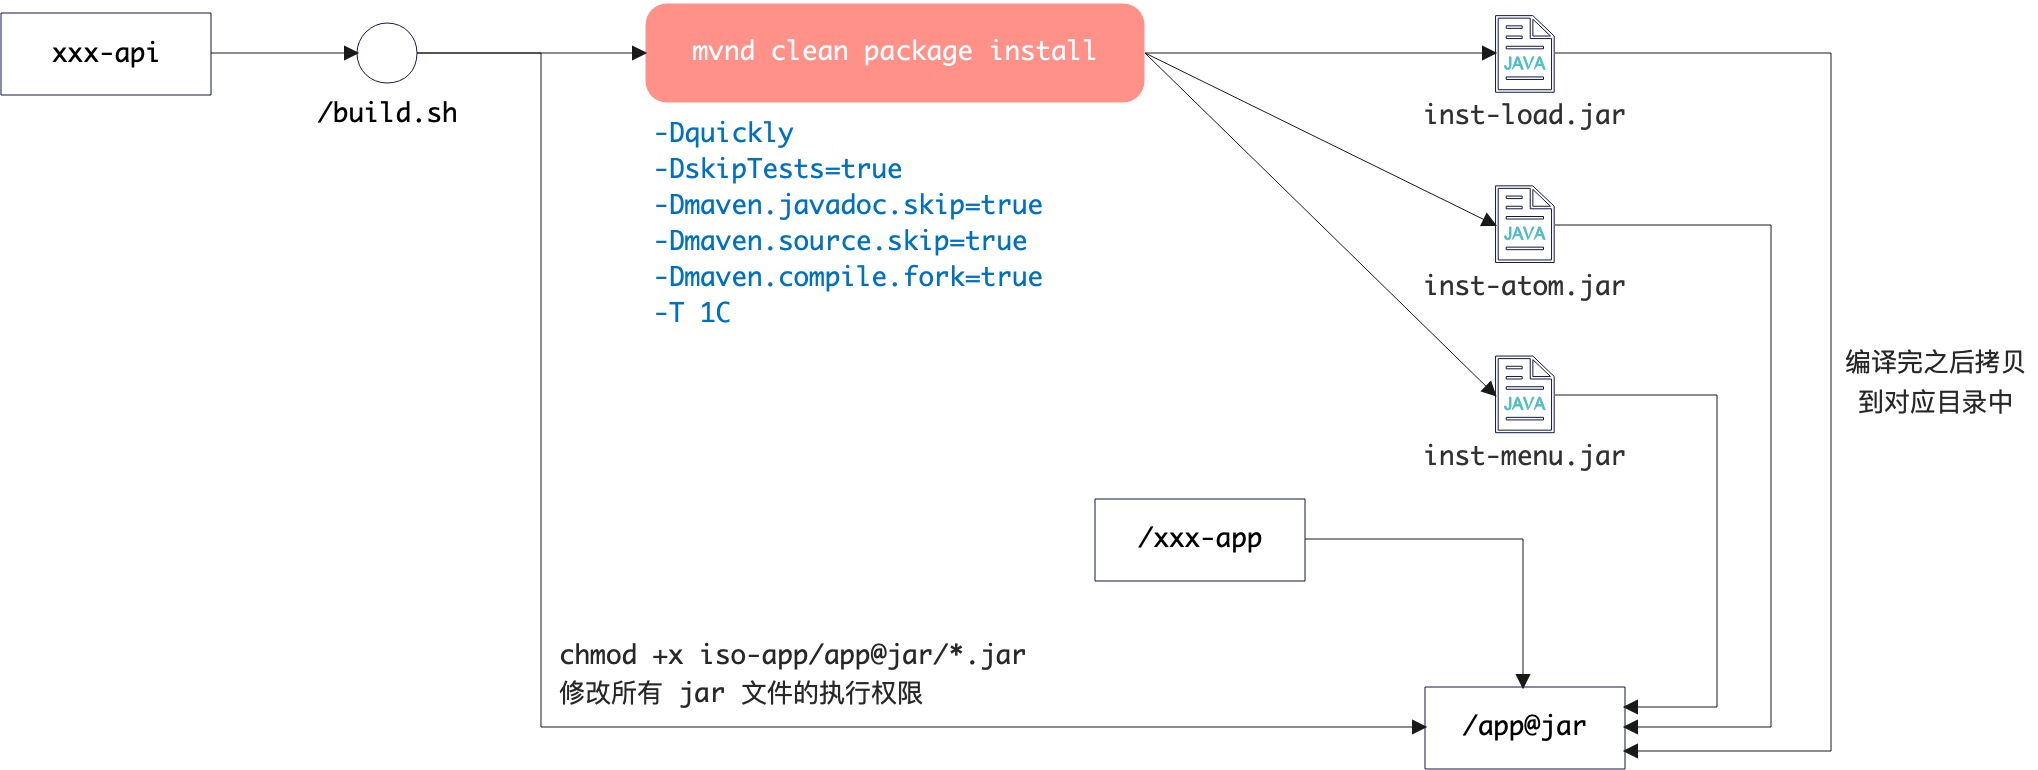 xxx-api
/build.sh
mvnd clean package install
-Dquickly
-DskipTests=true
-Dmaven.javadoc.skip=true
-Dmaven.source.skip=true
-Dmaven.compile.fork=true
-T 1C
JAVA
inst-load.jar
JAVA
inst-atom.jar
JAVA
inst-menu.jar
编译完之后拷贝
到对应目录中
/xxx-app
chmod +x iso-app/app@jar/*.jar
修改所有 jar 文件的执行权限
/app@jar